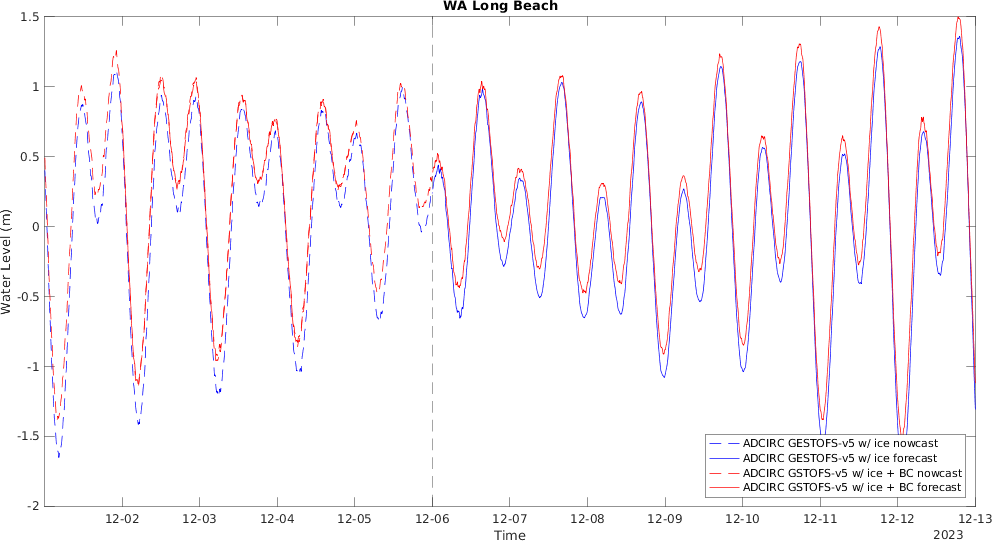 WA Long Beach
1.5
1
0.5
0
-0.5
-1
-1.5
-2
Water Level (m)
ADCIRC GESTOFS-v5 w/ ice nowcast
ADCIRC GESTOFS-v5 w/ ice forecast
ADCIRC GSTOFS-v5 w/ ice + BC nowcast
ADCIRC GSTOFS-v5 w/ ice + BC forecast
12-02 12-03 12-04 12-05 12-06 12-07 12-08 12-09 12-10 12-11 12-12 12-13
Time
2023